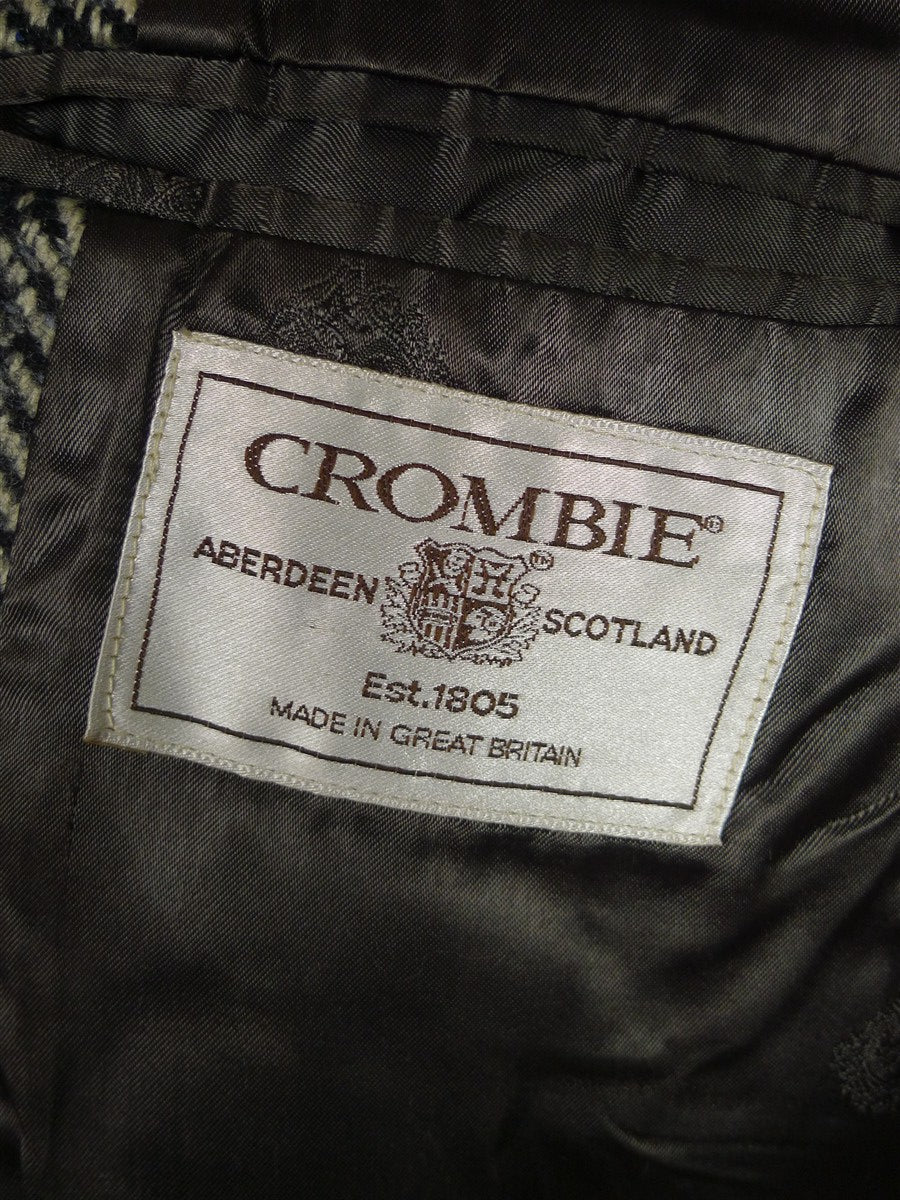 CROMBIE®
ABERDEEN SCOTLAND
Est.1805
MADE IN GREAT BRITAIN